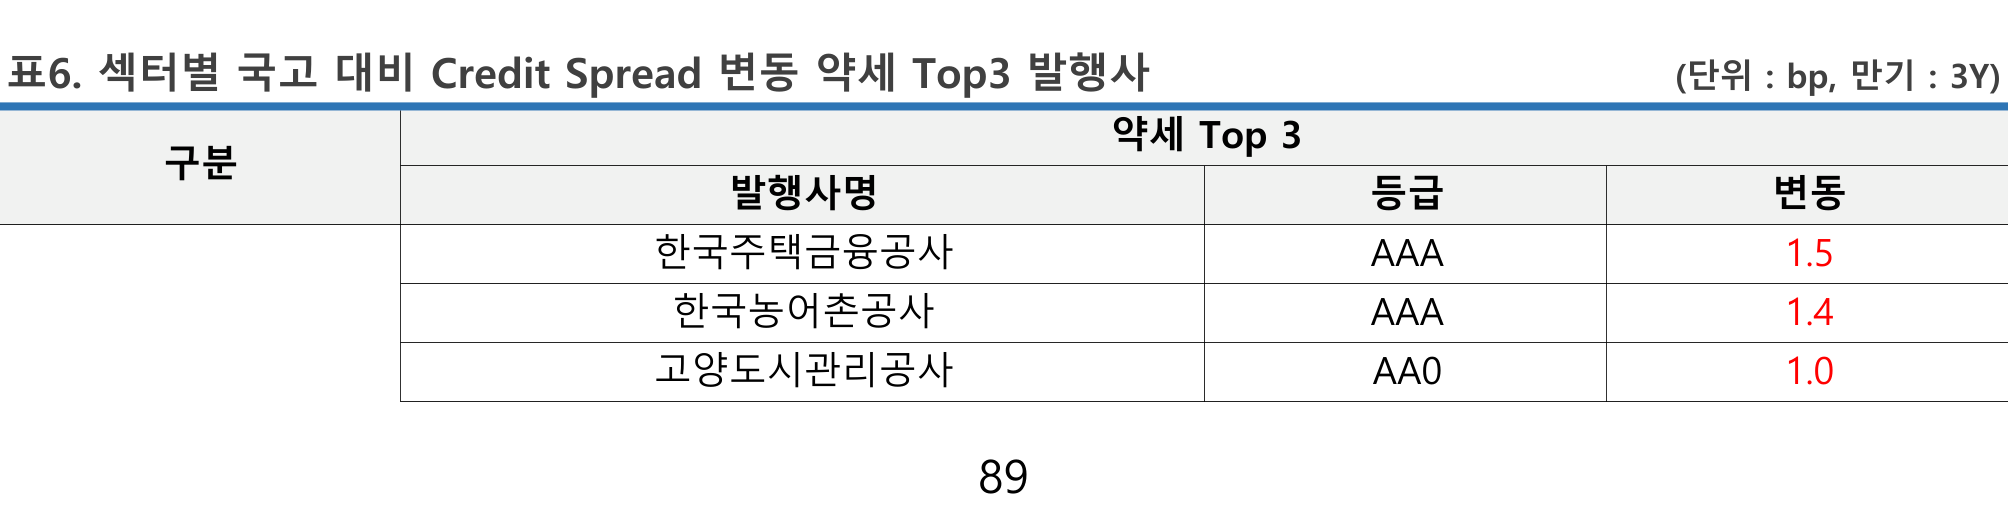 표6. 섹터별 국고 대비 Credit Spread 변동 약세 Top3 발행사 (단위 : bp, 만기 : 3Y)
구분 약세 Top 3
발행사명 등급 변동
한국주택금융공사 AAA 1.5
한국농어촌공사 AAA 1.4
고양도시관리공사 AA0 1.0
89